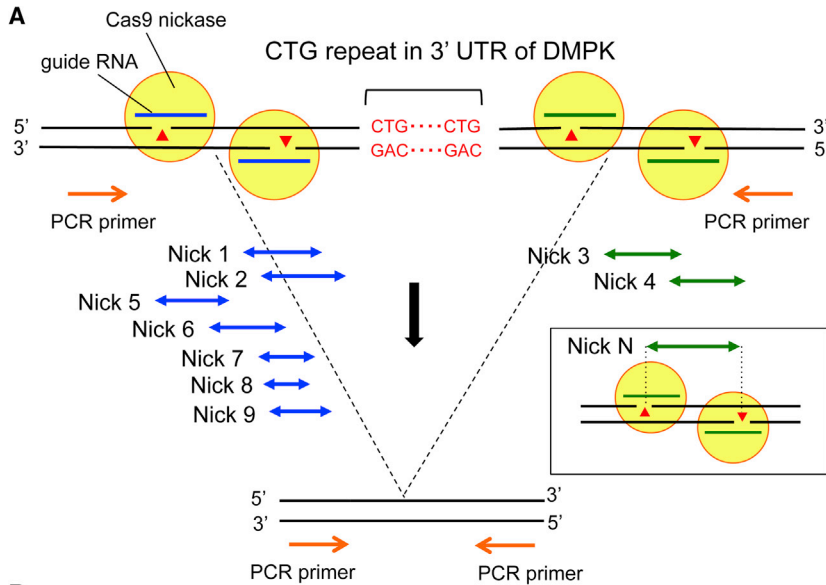 A
Cas9 nickase
guide RNA
CTG repeat in 3’ UTR of DMPK
5’ CTG····CTG 3’
3’ GAC····GAC 5’
PCR primer PCR primer
Nick 1
Nick 2
Nick 5
Nick 6
Nick 7
Nick 8
Nick 9
Nick 3
Nick 4
Nick N
5’ 3’
3’ 5’
PCR primer PCR primer